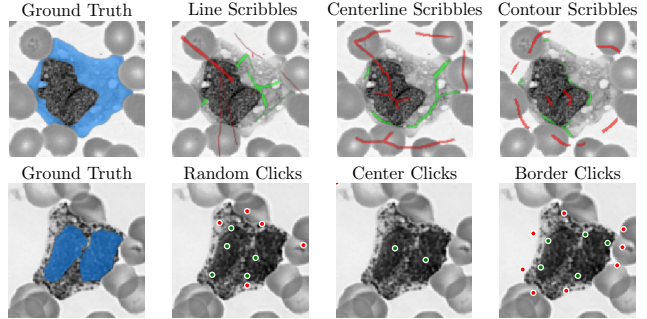 Ground Truth
Line Scribbles
Centerline Scribbles
Contour Scribbles
Ground Truth
Random Clicks
Center Clicks
Border Clicks